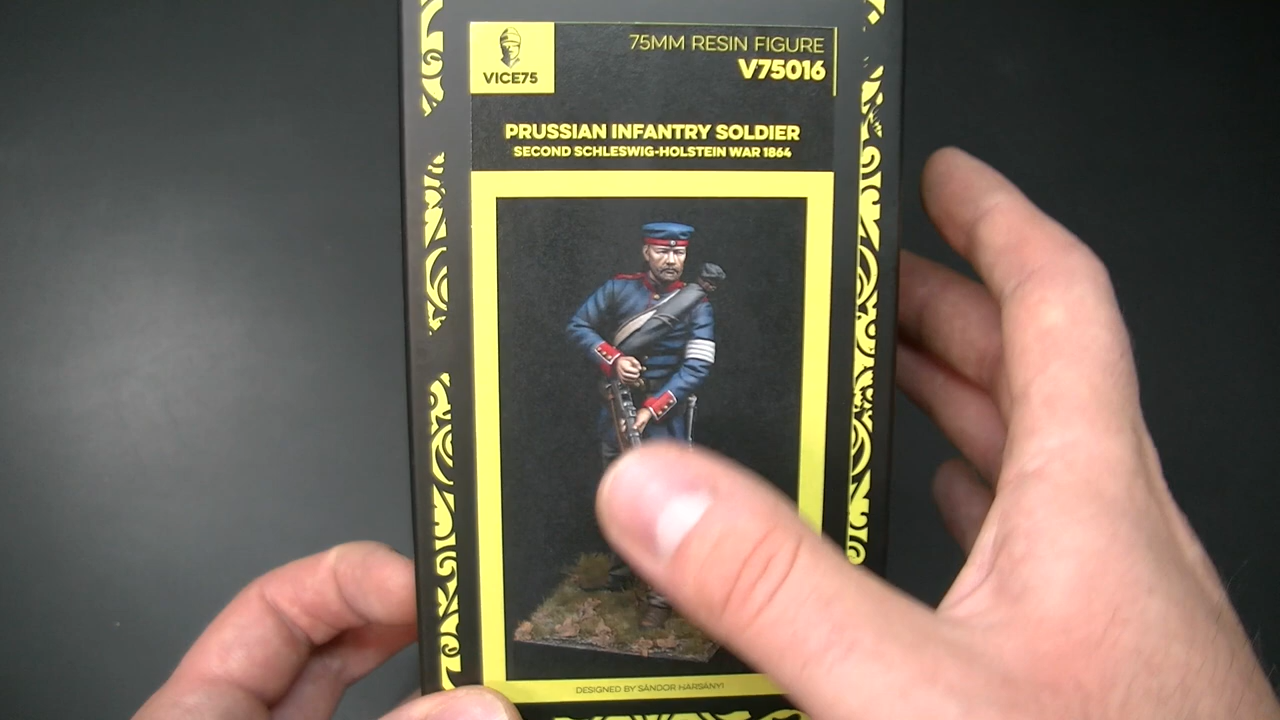 VICE75
75MM RESIN FIGURE
V75016
PRUSSIAN INFANTRY SOLDIER
SECOND SCHLESWIG-HOLSTEIN WAR 1864
DESIGNED BY SÁNDOR HARSÁNYI